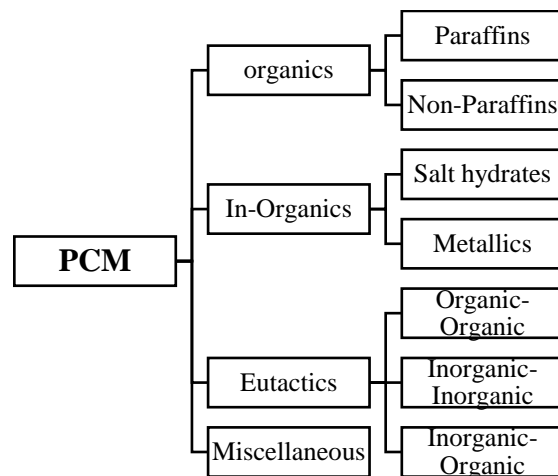 PCM
organics
Paraffins
Non-Paraffins
In-Organics
Salt hydrates
Metallics
Eutactics
Organic-
Organic
Inorganic-
Inorganic
Inorganic-
Organic
Miscellaneous